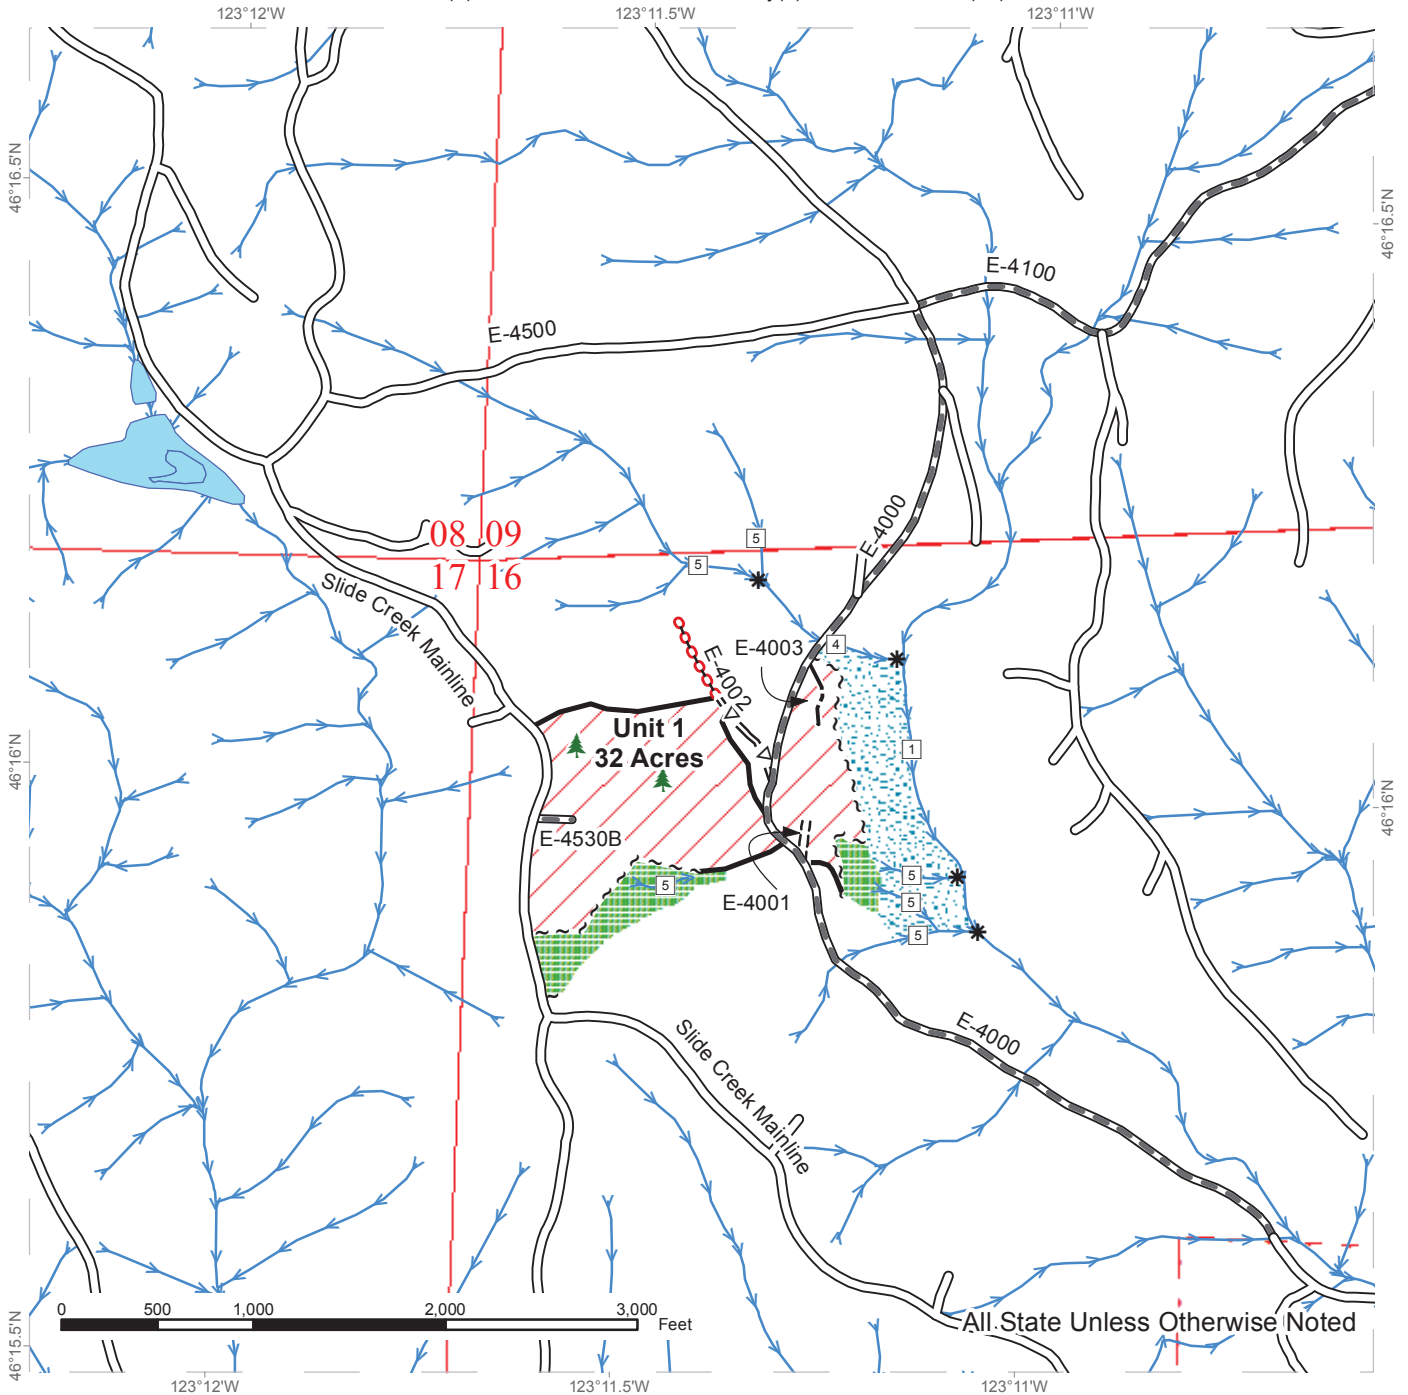 123°12'W
123°11.5'W
123°11'W
46°16.5'N
46°16.5'N
E-4100
E-4500
E-4000
08 09
17 16
5
5
Slide Creek Mainline
4
E-4003
E-4002
Unit 1
32 Acres
1
46°16'N
46°16'N
E-4530B
5
5
E-4001
5
5
E-4000
Slide Creek Mainline
0 500 1,000 2,000 3,000
Feet
All State Unless Otherwise Noted
46°15.5'N
123°12'W
123°11.5'W
123°11'W